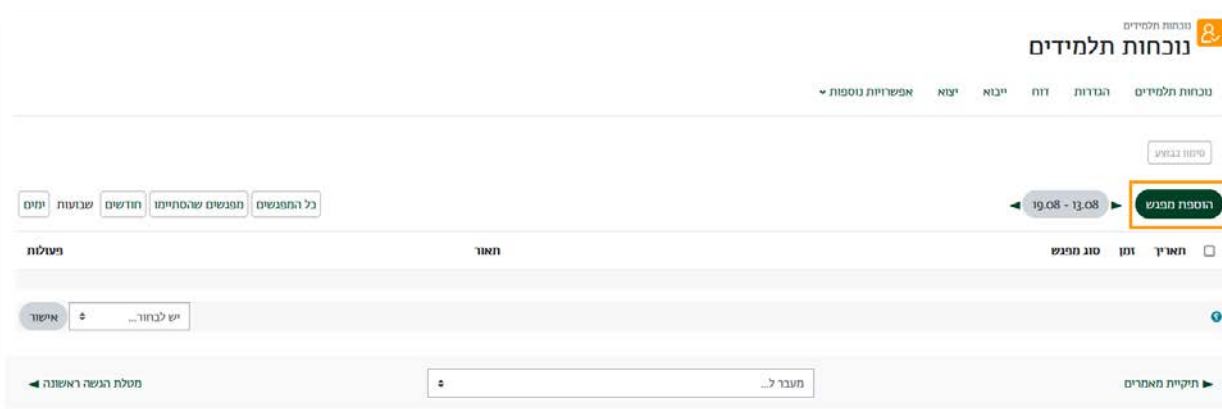 נוכחות תלמידים
נוכחות תלמידים
נוכחות תלמידים הגדרות דוח ייבוא יצוא אפשרויות נוספות
סימון כבוצע
הוספת מפגש ◄ 13.08 - 19.08 ► כל המפגשים מפגשים שהסתיימו חודשים שבועות ימים
תאריך זמן סוג מפגש תאור פעולות
יש לבחור... אישור
► תיקיית מאמרים מעבר ל... מטלת הגשה ראשונה ◄